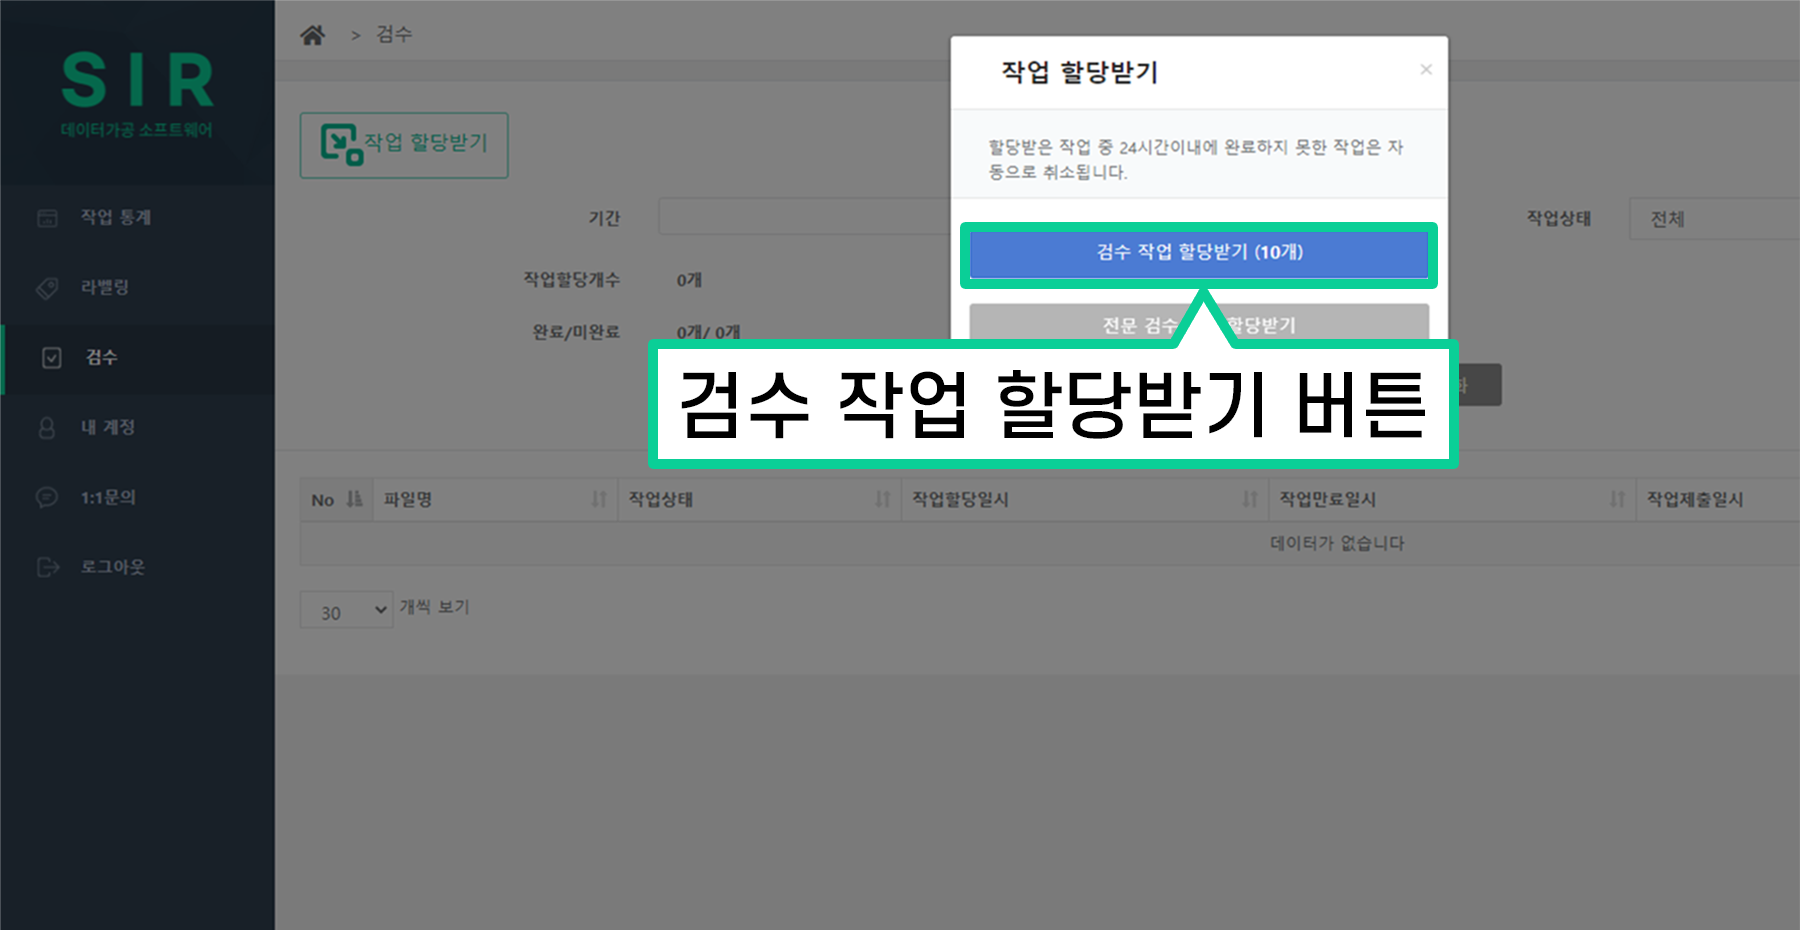 SIR
데이터가공 소프트웨어
작업 통계
라벨링
검수
내 계정
1:1문의
로그아웃
> 검수
작업 할당받기
기간
작업상태
전체
작업할당개수
0개
완료/미완료
0개/ 0개
작업 할당받기
×
할당받은 작업 중 24시간이내에 완료하지 못한 작업은 자
동으로 취소됩니다.
검수 작업 할당받기 (10개)
전문 검수 할당받기
검수 작업 할당받기 버튼
No
파일명
작업상태
작업할당일시
작업만료일시
작업제출일시
데이터가 없습니다
30
개씩 보기